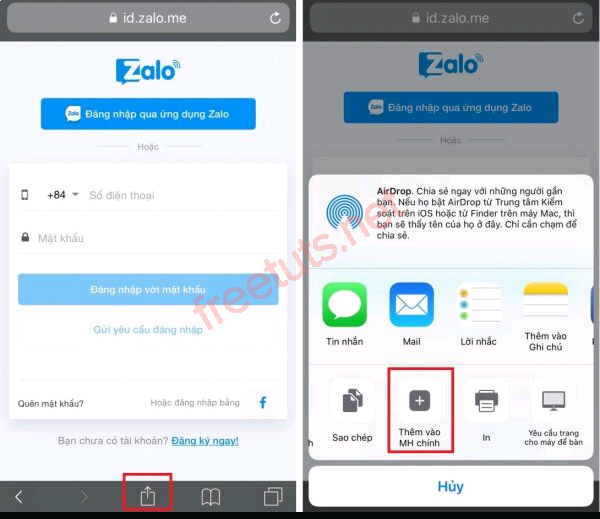 id.zalo.me
Zalo
Zalo Đăng nhập qua ứng dụng Zalo
Hoặc
+84 Số điện thoại
Mật khẩu
Đăng nhập với mật khẩu
Gửi yêu cầu đăng nhập
Quên mật khẩu? Hoặc đăng nhập bằng f
Bạn chưa có tài khoản? Đăng ký ngay!
id.zalo.me
Zalo
Zalo Đăng nhập qua ứng dụng Zalo
Hoặc
AirDrop. Chia sẻ ngay với những người gần
bạn. Nếu họ bật AirDrop từ Trung tâm Kiểm
soát trên iOS hoặc từ Finder trên máy Mac, thì
bạn sẽ thấy tên của họ ở đây. Chỉ cần chạm để
chia sẻ.
Tin nhắn
Mail
Lời nhắc
Thêm vào
Ghi chú
h
Sao chép
Thêm vào
MH chính
In
Yêu cầu trang
cho máy để bàn
Hủy
freetuts.net